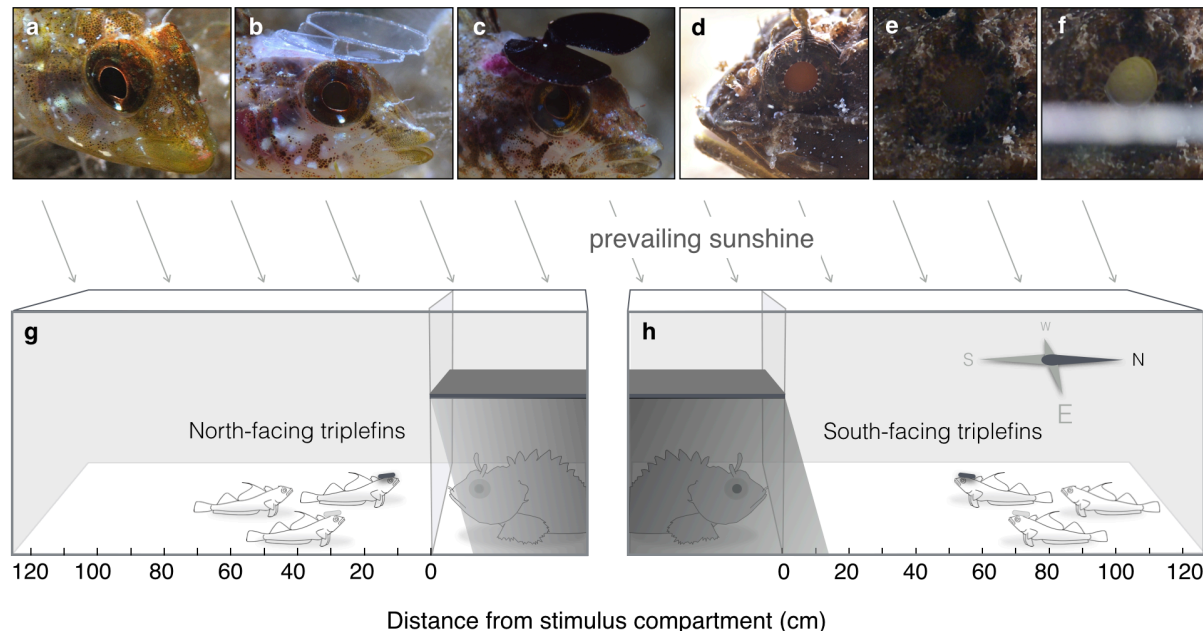 a b c d e f
prevailing sunshine
g h
W
S N
E
North-facing triplefins South-facing triplefins
120 100 80 60 40 20 0 0 20 40 60 80 100 120
Distance from stimulus compartment (cm)